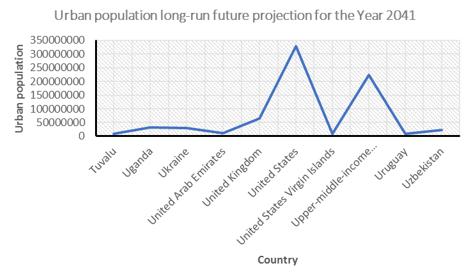 Urban population long-run future projection for the Year 2041
Urban population
350000000
300000000
250000000
200000000
150000000
100000000
50000000
0
Tuvalu
Uganda
Ukraine
United Arab Emirates
United Kingdom
United States
United States Virgin Islands
Upper-middle-income...
Uruguay
Uzbekistan
Country